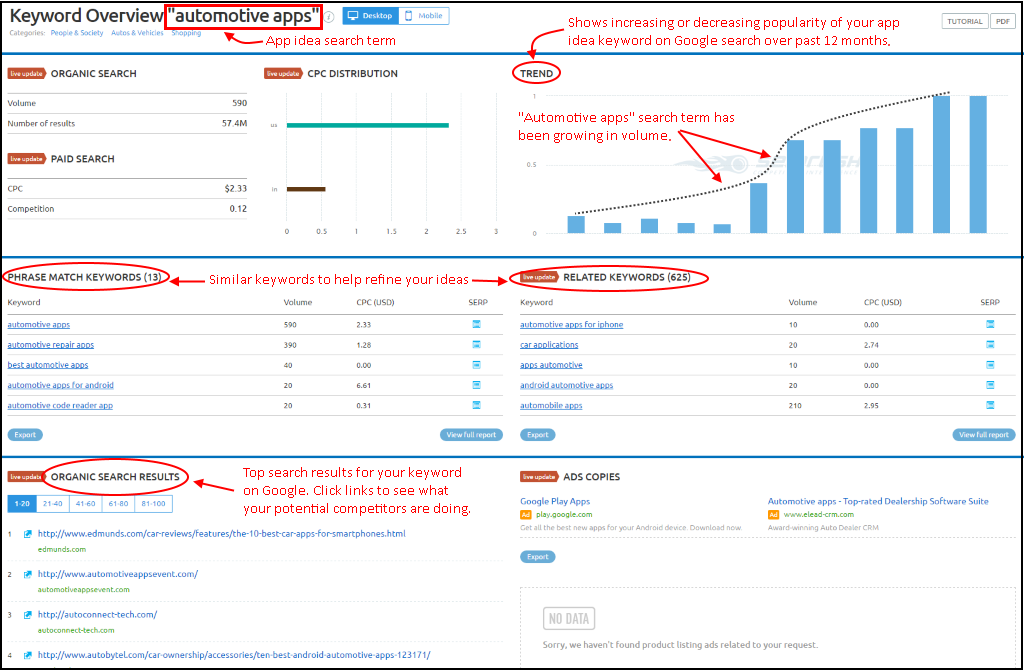 Keyword Overview "automotive apps" i
Desktop Mobile
TUTORIAL PDF
Categories: People & Society Autos & Vehicles Shopping
App idea search term
Shows increasing or decreasing popularity of your app
idea keyword on Google search over past 12 months.
live update ORGANIC SEARCH
Volume 590
Number of results 57.4M
live update PAID SEARCH
CPC $2.33
Competition 0.12
live update CPC DISTRIBUTION
us
in
0 0.5 1 1.5 2 2.5 3
TREND
1
0.5
0
"Automotive apps" search term has
been growing in volume.
PHRASE MATCH KEYWORDS (13)
Similar keywords to help refine your ideas
Keyword Volume CPC (USD) SERP
automotive apps 590 2.33
automotive repair apps 390 1.28
best automotive apps 40 0.00
automotive apps for android 20 6.61
automotive code reader app 20 0.31
Export View full report
live update RELATED KEYWORDS (625)
Keyword Volume CPC (USD) SERP
automotive apps for iphone 10 0.00
car applications 20 2.74
apps automotive 10 0.00
android automotive apps 20 0.00
automobile apps 210 2.95
Export View full report
live update ORGANIC SEARCH RESULTS
Top search results for your keyword
on Google. Click links to see what
your potential competitors are doing.
1-20 21-40 41-60 61-80 81-100
1 http://www.edmunds.com/car-reviews/features/the-10-best-car-apps-for-smartphones.html
edmunds.com
2 http://www.automotiveappsevent.com/
automotiveappsevent.com
3 http://autoconnect-tech.com/
autoconnect-tech.com
4 http://www.autobytel.com/car-ownership/accessories/ten-best-android-automotive-apps-123171/
live update ADS COPIES
Google Play Apps
Ad play.google.com
Get all the best new apps for your Android device. Download now
Automotive apps - Top-rated Dealership Software Suite
Ad www.elead-crm.com
Award-winning Auto Dealer CRM
Export
NO DATA
Sorry, we haven't found product listing ads related to your request.